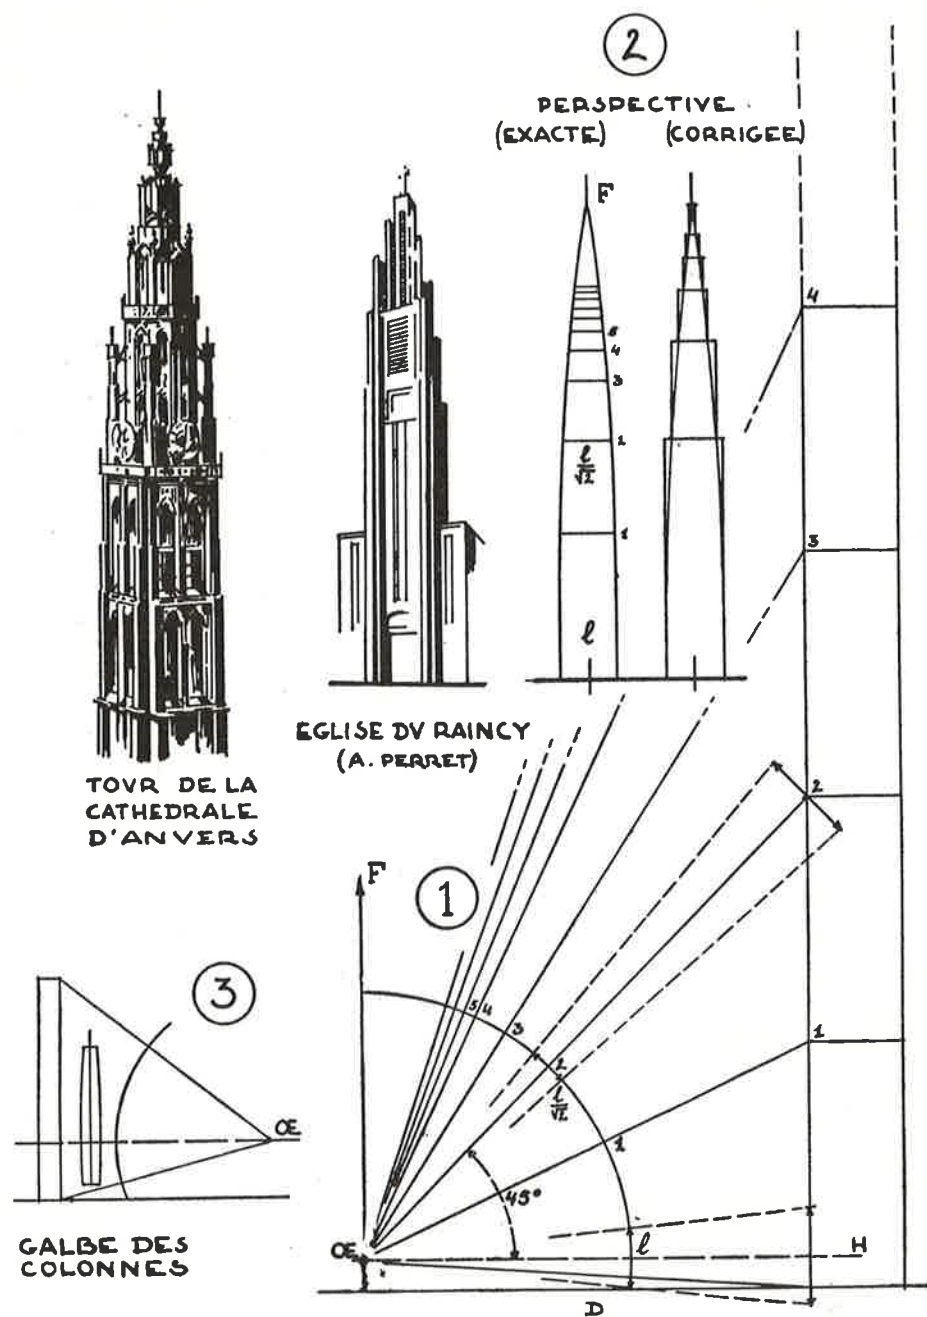 2
PERSPECTIVE
(EXACTE) (CORRIGEE)
F
4
5
4
3
2
l
√2
1
3
l
EGLISE DV RAINCY
(A. PERRET)
TOVR DE LA
CATHEDRALE
D'ANVERS
2
F
1
5 4
3
2
l
√2
1
1
3
OE
45°
OE
l
H
GALBE DES
COLONNES
D